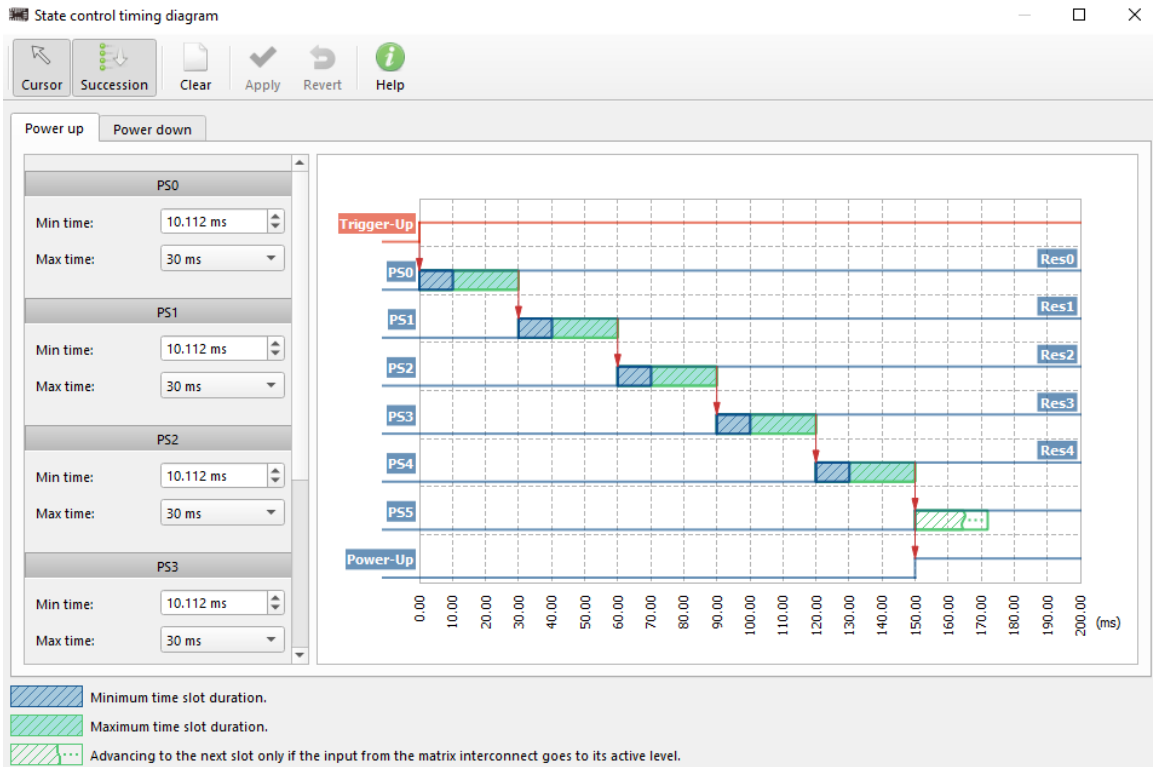 State control timing diagram
Cursor Succession Clear Apply Revert Help
Power up Power down
PS0
Min time: 10.112 ms
Max time: 30 ms
PS1
Min time: 10.112 ms
Max time: 30 ms
PS2
Min time: 10.112 ms
Max time: 30 ms
PS3
Min time: 10.112 ms
Max time: 30 ms
Trigger-Up
PS0 Res0
PS1 Res1
PS2 Res2
PS3 Res3
PS4 Res4
PS5
Power-Up
0.00 10.00 20.00 30.00 40.00 50.00 60.00 70.00 80.00 90.00 100.00 110.00 120.00 130.00 140.00 150.00 160.00 170.00 180.00 190.00 200.00 (ms)
Minimum time slot duration.
Maximum time slot duration.
Advancing to the next slot only if the input from the matrix interconnect goes to its active level.